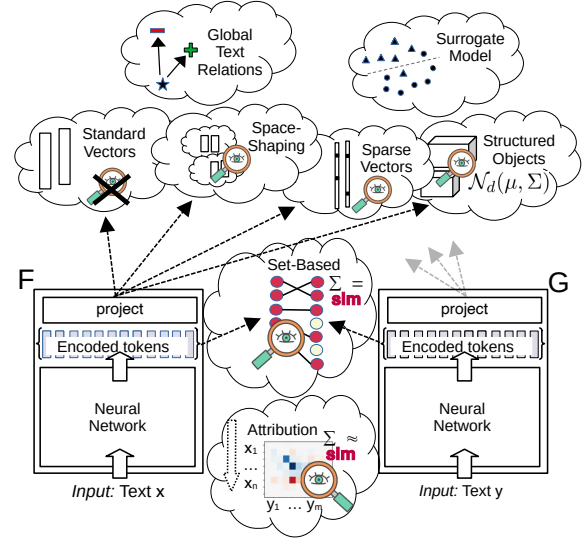 Global
Text
Relations
Surrogate
Model
Standard
Vectors
Space-
Shaping
Sparse
Vectors
Structured
Objects
𝒩d(μ, Σ)
F
Set-Based
G
Σ =
sim
project
project
Encoded tokens
Encoded tokens
Neural
Network
Neural
Network
Attribution
Σ ≈
sim
x1
...
xn
y1 ... ym
Input: Text x
Input: Text y